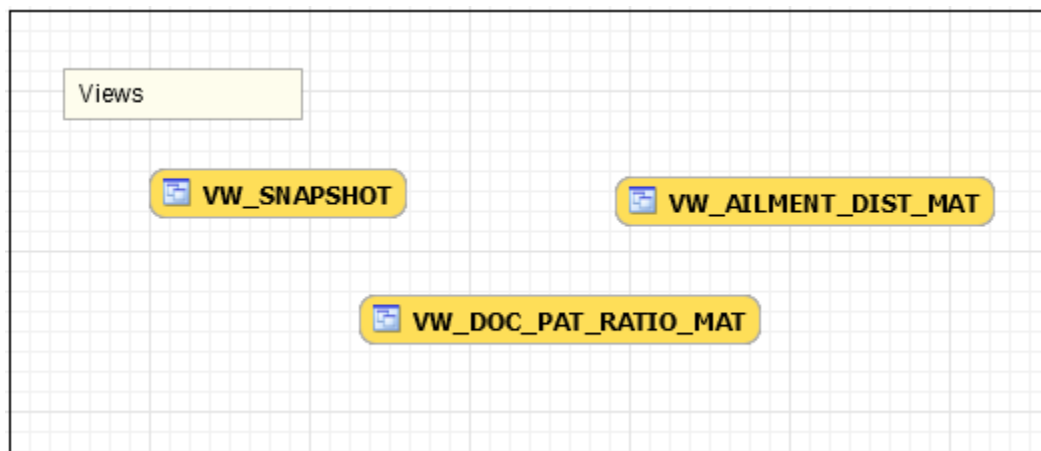 Views
VW_SNAPSHOT
VW_AILMENT_DIST_MAT
VW_DOC_PAT_RATIO_MAT